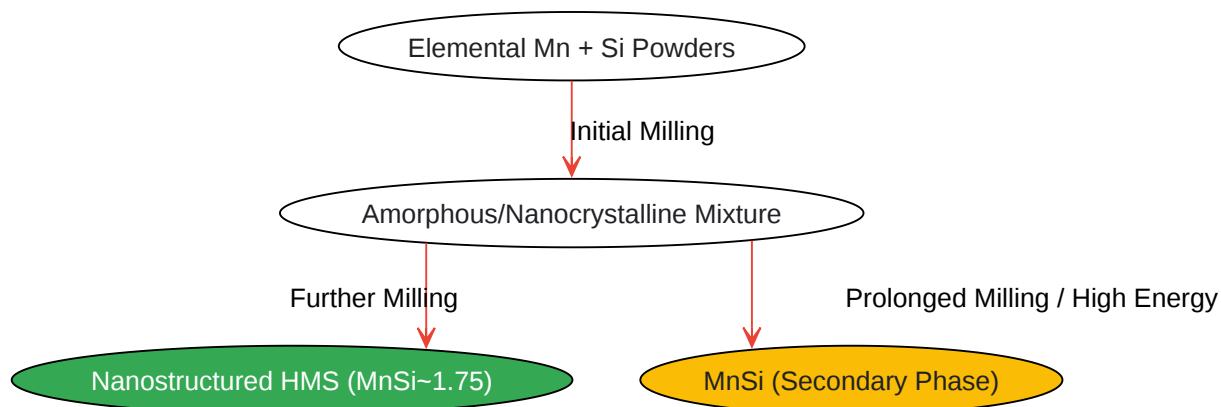 Elemental Mn + Si Powders
Initial Milling
Amorphous/Nanocrystalline Mixture
Further Milling
Prolonged Milling / High Energy
Nanostructured HMS (MnSi~1.75)
MnSi (Secondary Phase)